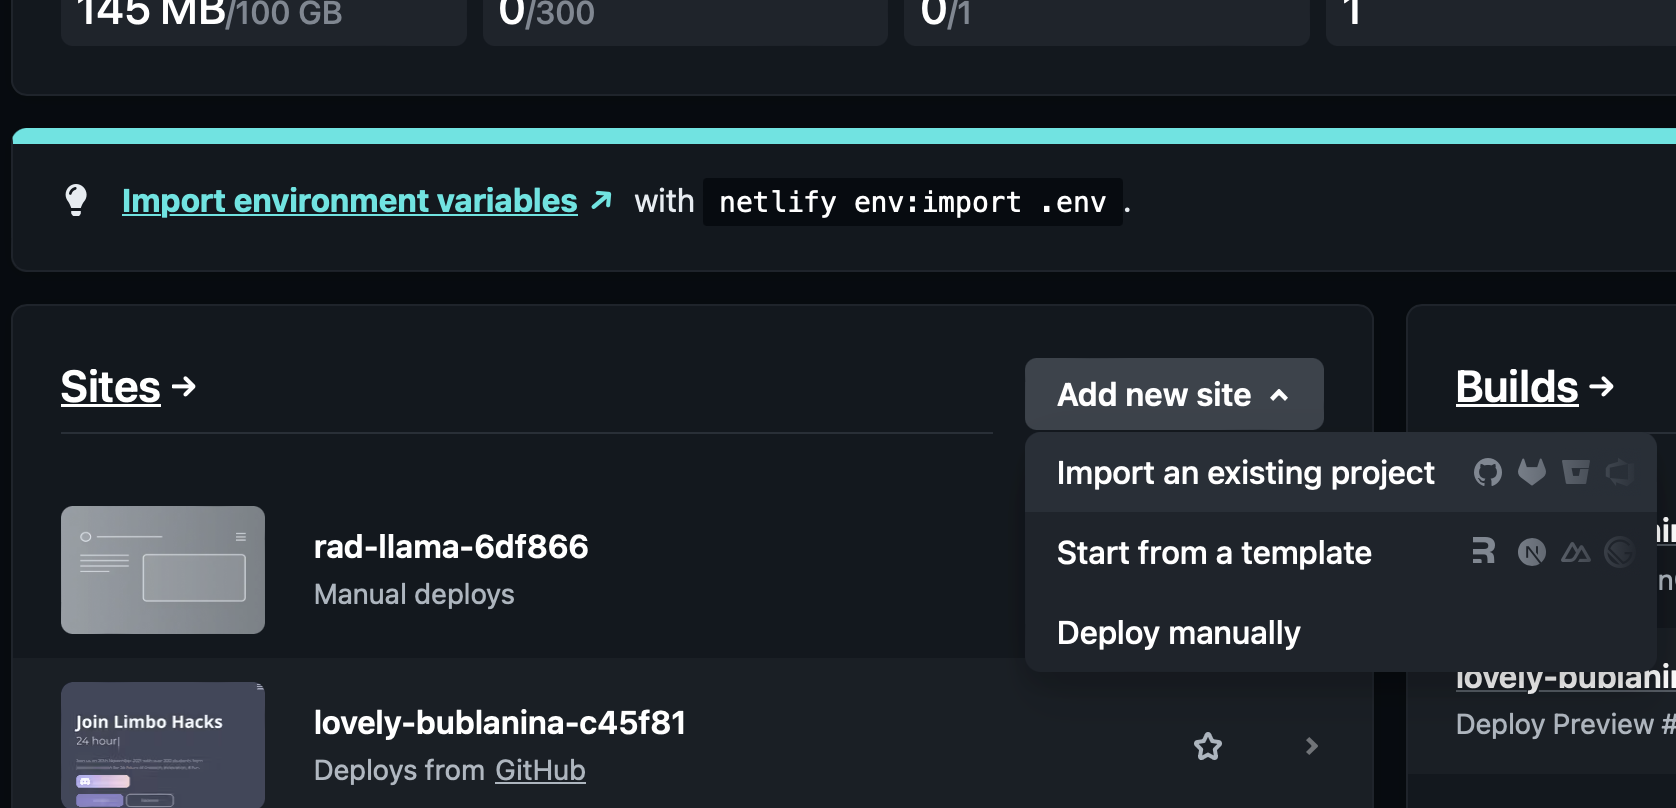 145 MB/100 GB
0/300
0/1
1
Import environment variables with netlify env:import .env .
Sites
Add new site
Builds
Import an existing project
Start from a template
Deploy manually
rad-llama-6df866
Manual deploys
lovely-bublanina-c45f81
Deploys from GitHub
Join Limbo Hacks
24 hour|
lovely-bublanin
Deploy Preview #